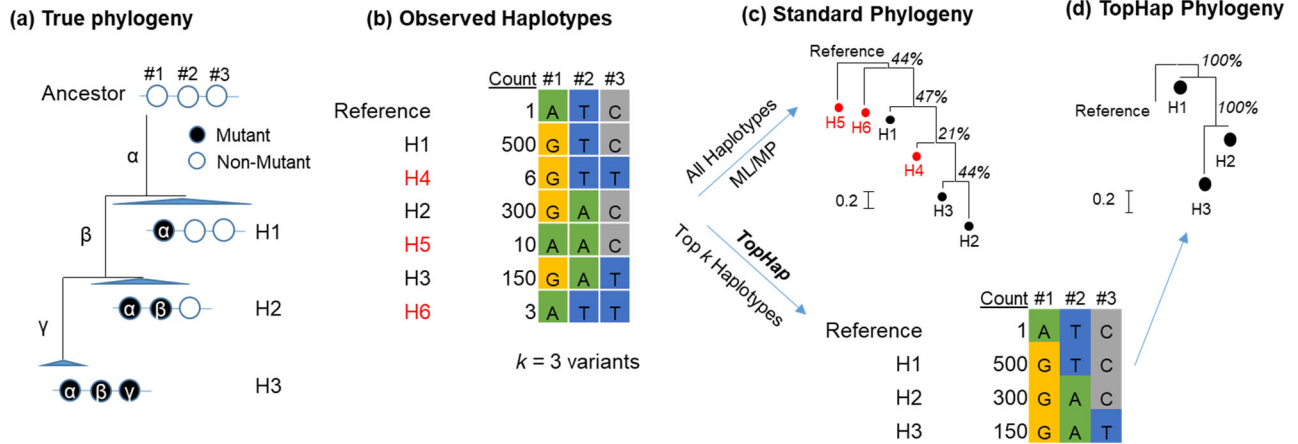 (a) True phylogeny
#1 #2 #3
Ancestor
Mutant
Non-Mutant
α
β
γ
α H1
α β H2
α β γ H3
(b) Observed Haplotypes
Count #1 #2 #3
Reference 1 A T C
H1 500 G T C
H4 6 G T T
H2 300 G A C
H5 10 A A C
H3 150 G A T
H6 3 A T T
k = 3 variants
All Haplotypes
ML/MP
TopHap
Top k Haplotypes
(c) Standard Phylogeny
Reference
44%
H5
H6
47%
H1
21%
H4
44%
H3
H2
0.2
(d) TopHap Phylogeny
100%
Reference
H1
100%
H2
H3
0.2
Count #1 #2 #3
Reference 1 A T C
H1 500 G T C
H2 300 G A C
H3 150 G A T